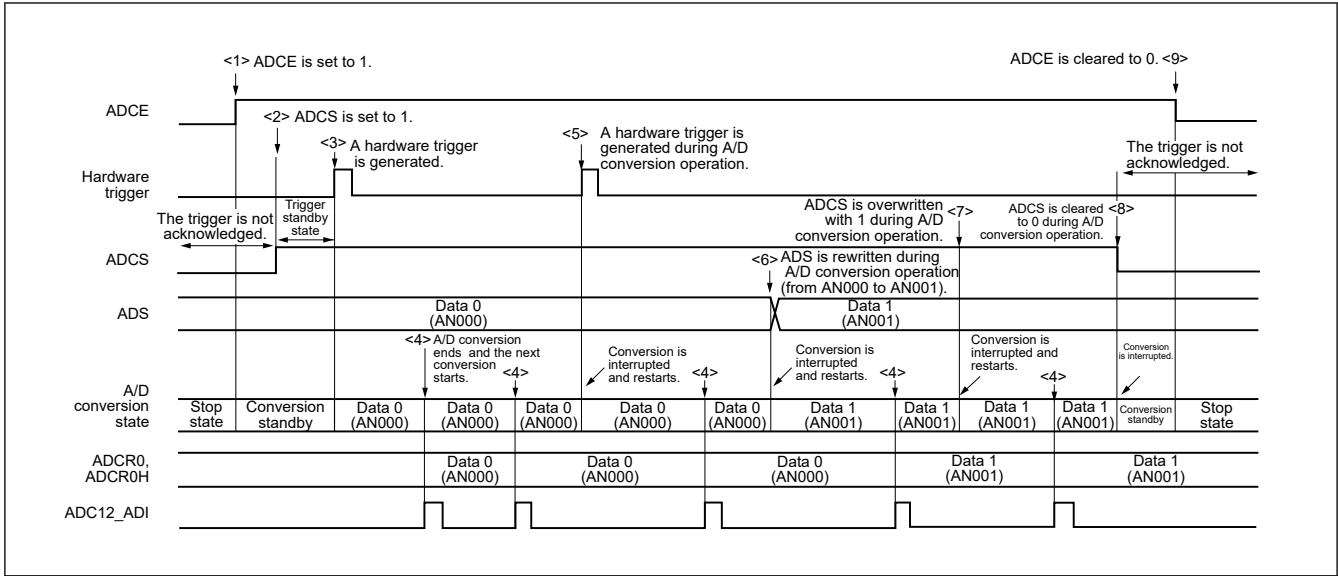 <1> ADCE is set to 1.
ADCE is cleared to 0. <9>
ADCE
<2> ADCS is set to 1.
<3> A hardware trigger
is generated.
<5> A hardware trigger is
generated during A/D
conversion operation.
The trigger is not
acknowledged.
Hardware
trigger
The trigger is not
acknowledged.
Trigger
standby
state
ADCS is overwritten <7>
with 1 during A/D
conversion operation.
ADCS is cleared <8>
to 0 during A/D
conversion operation.
ADCS
<6> ADS is rewritten during
A/D conversion operation
(from AN000 to AN001).
ADS
Data 0
(AN000)
Data 1
(AN001)
<4> A/D conversion
ends and the next
conversion
starts.
<4>
Conversion is
interrupted
and restarts.
<4>
Conversion is
interrupted
and restarts.
<4>
Conversion is
interrupted and
restarts.
<4>
Conversion
is interrupted.
A/D
conversion
state
Stop
state
Conversion
standby
Data 0
(AN000)
Data 0
(AN000)
Data 0
(AN000)
Data 0
(AN000)
Data 0
(AN000)
Data 1
(AN001)
Data 1
(AN001)
Data 1
(AN001)
Data 1
(AN001)
Conversion
standby
Stop
state
ADCR0,
ADCR0H
Data 0
(AN000)
Data 0
(AN000)
Data 0
(AN000)
Data 1
(AN001)
Data 1
(AN001)
ADC12_ADI